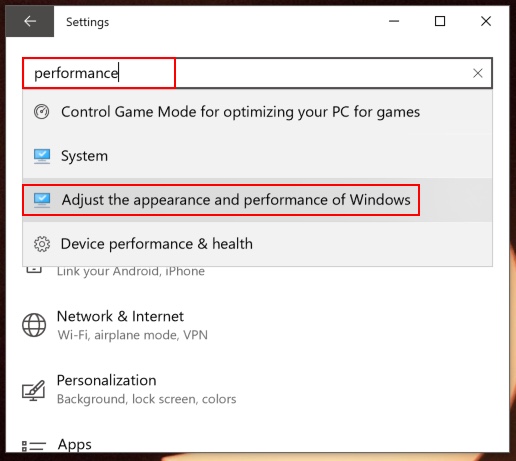 Settings
performance
Control Game Mode for optimizing your PC for games
System
Adjust the appearance and performance of Windows
Device performance & health
Link your Android, iPhone
Network & Internet
Wi-Fi, airplane mode, VPN
Personalization
Background, lock screen, colors
Apps